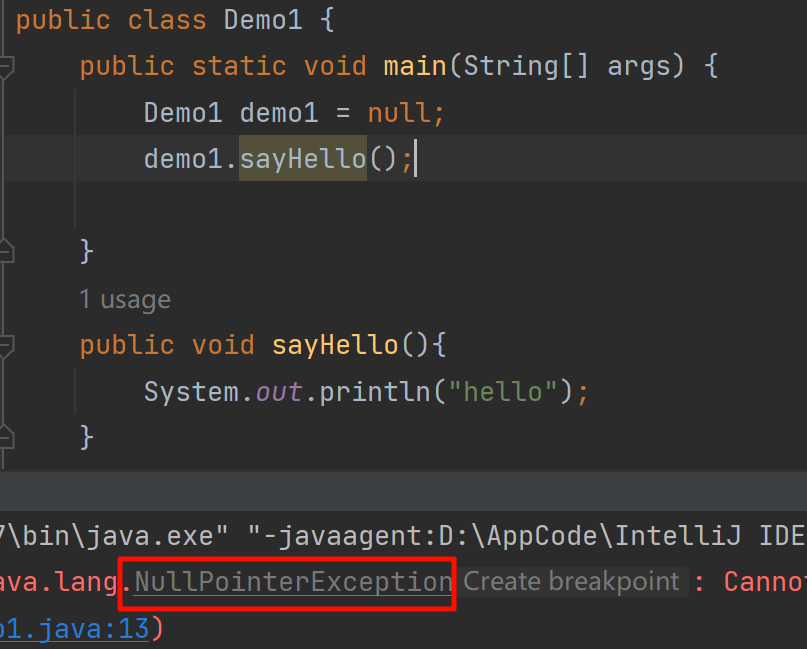 public class Demo1 {
public static void main(String[] args) {
Demo1 demo1 = null;
demo1.sayHello();
}
1 usage
public void sayHello(){
System.out.println("hello");
}
\bin\java.exe" "-javaagent:D:\AppCode\IntelliJ IDE
ava.lang.NullPointerException Create breakpoint : Canno
1.java:13)